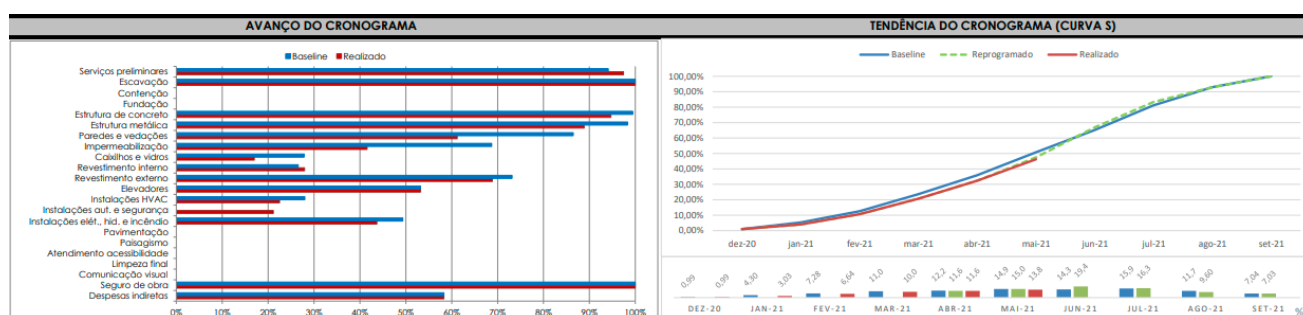 AVANÇO DO CRONOGRAMA
Baseline Realizado
Serviços preliminares
Escavação
Contenção
Fundação
Estrutura de concreto
Estrutura metálica
Paredes e vedações
Impermeabilização
Caixilhos e vidros
Revestimento interno
Revestimento externo
Elevadores
Instalações HVAC
Instalações aut. e segurança
Instalações elét., hid. e incêndio
Pavimentação
Paisagismo
Atendimento acessibilidade
Limpeza final
Comunicação visual
Seguro de obra
Despesas indiretas
0% 10% 20% 30% 40% 50% 60% 70% 80% 90% 100%
TENDÊNCIA DO CRONOGRAMA (CURVA S)
Baseline Reprogramado Realizado
100,00%
90,00%
80,00%
70,00%
60,00%
50,00%
40,00%
30,00%
20,00%
10,00%
0,00%
dez-20 jan-21 fev-21 mar-21 abr-21 mai-21 jun-21 jul-21 ago-21 set-21
0,99 0,99 4,30 3,03 7,28 6,64 11,0 10,0 12,2 11,6 11,6 14,9 15,0 13,8 14,3 19,4 15,9 16,3 11,7 9,60 7,04 7,03
DEZ-20 JAN-21 FEV-21 MAR-21 ABR-21 MAI-21 JUN-21 JUL-21 AGO-21 SET-21 %